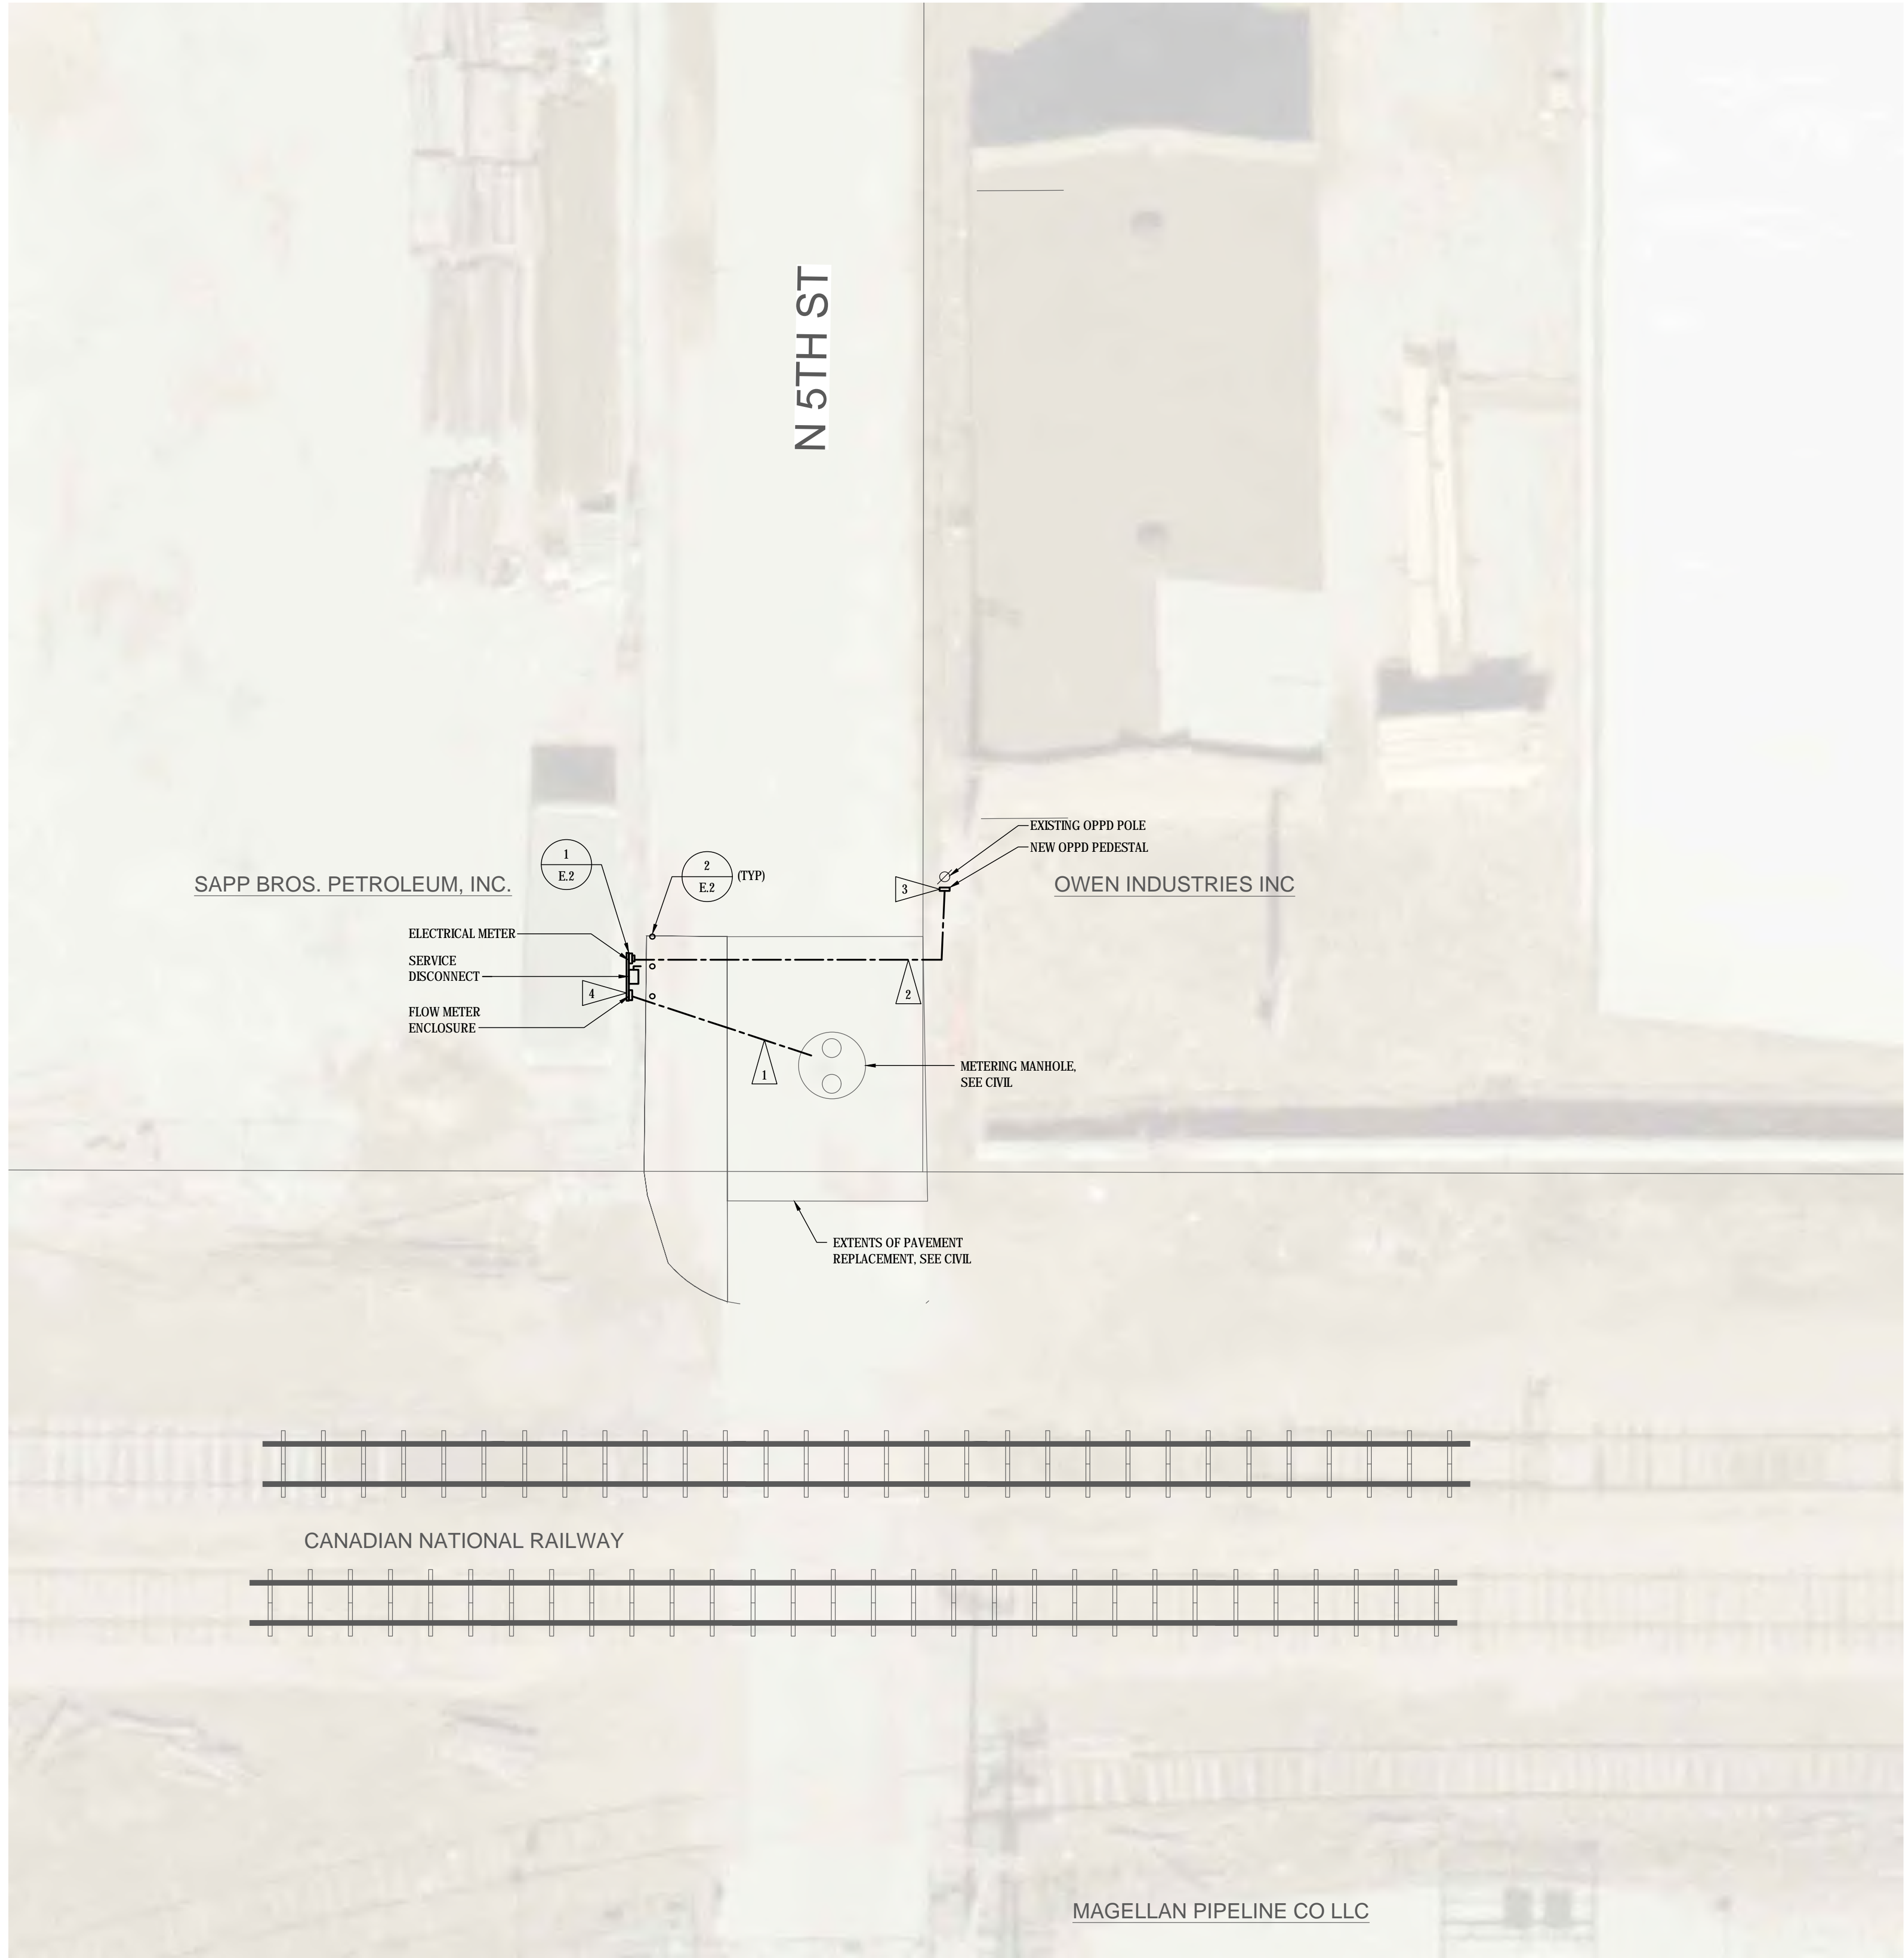 N 5TH ST
EXISTING OPPD POLE
NEW OPPD PEDESTAL
1
E.2
2
E.2
(TYP)
3
SAPP BROS. PETROLEUM, INC.
OWEN INDUSTRIES INC
ELECTRICAL METER
SERVICE
DISCONNECT
4
2
FLOW METER
ENCLOSURE
1
METERING MANHOLE,
SEE CIVIL
EXTENTS OF PAVEMENT
REPLACEMENT, SEE CIVIL
CANADIAN NATIONAL RAILWAY
MAGELLAN PIPELINE CO LLC